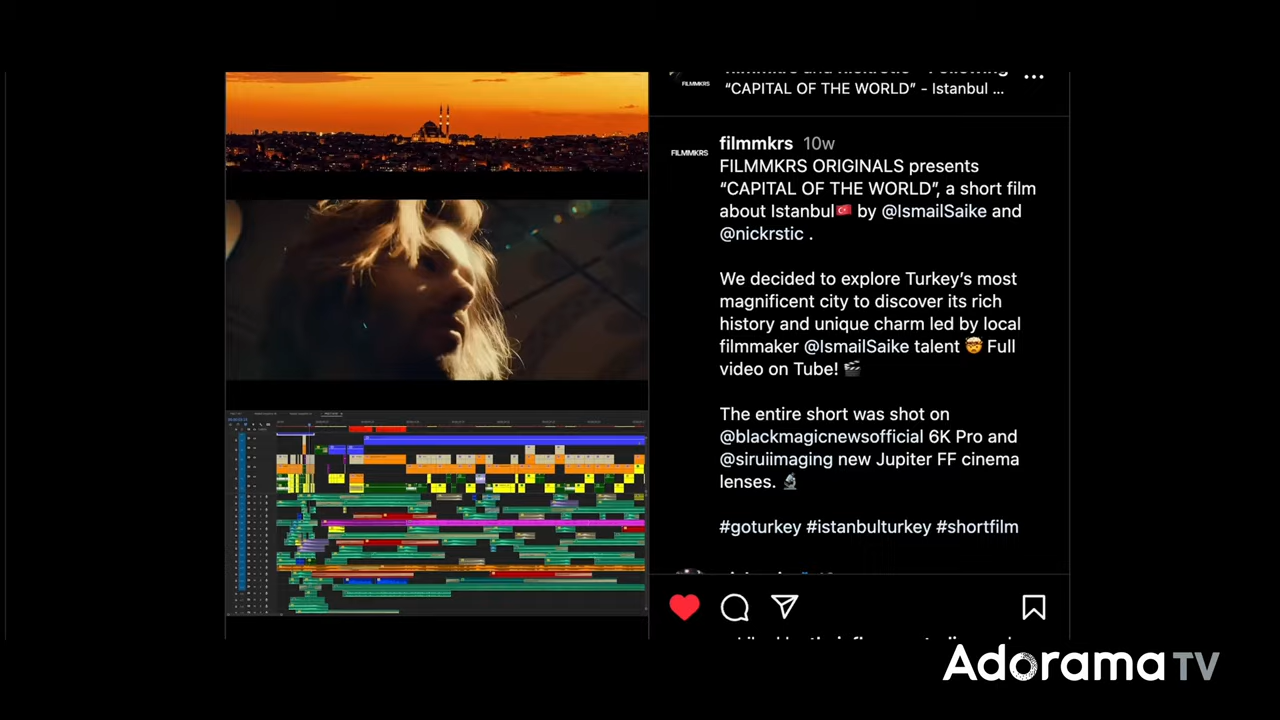 FILMMKRS
“CAPITAL OF THE WORLD” - Istanbul ...
filmmkrs 10w
FILMMKRS
FILMMKRS ORIGINALS presents
“CAPITAL OF THE WORLD”, a short film
about Istanbul🇹🇷 by @IsmailSaike and
@nickrstic .
We decided to explore Turkey’s most
magnificent city to discover its rich
history and unique charm led by local
filmmaker @IsmailSaike talent 🤯 Full
video on Tube! 🎬
The entire short was shot on
@blackmagicnewsofficial 6K Pro and
@siruiimaging new Jupiter FF cinema
lenses. 🔬
#goturkey #istanbulturkey #shortfilm
Adorama TV